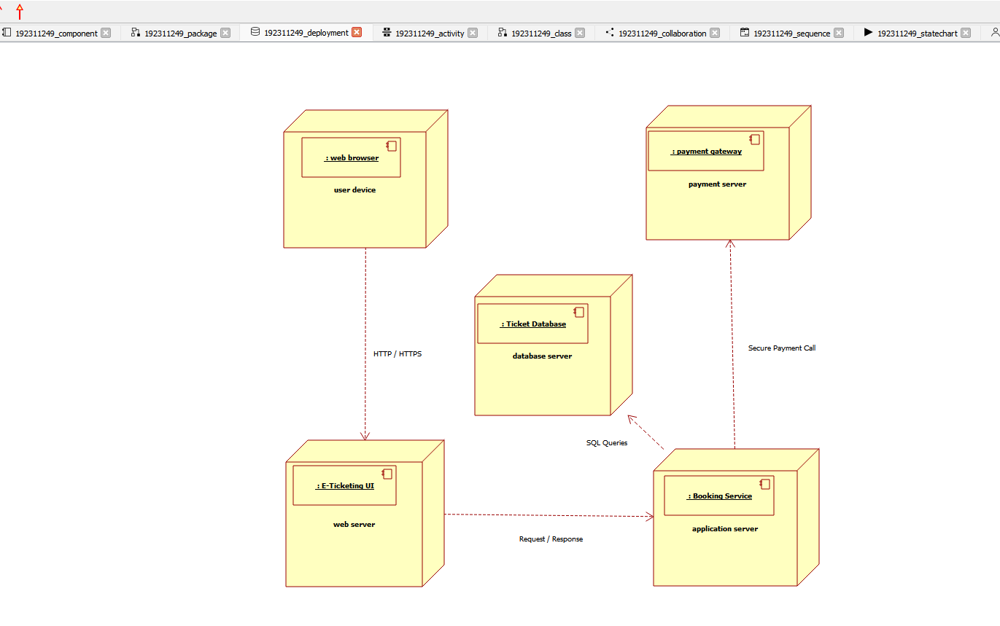 192311249_component
192311249_package
192311249_deployment
192311249_activity
192311249_class
192311249_collaboration
192311249_sequence
192311249_statechart
: web browser
user device
: payment gateway
payment server
: Ticket Database
database server
HTTP / HTTPS
Secure Payment Call
SQL Queries
: E-Ticketing UI
web server
: Booking Service
application server
Request / Response